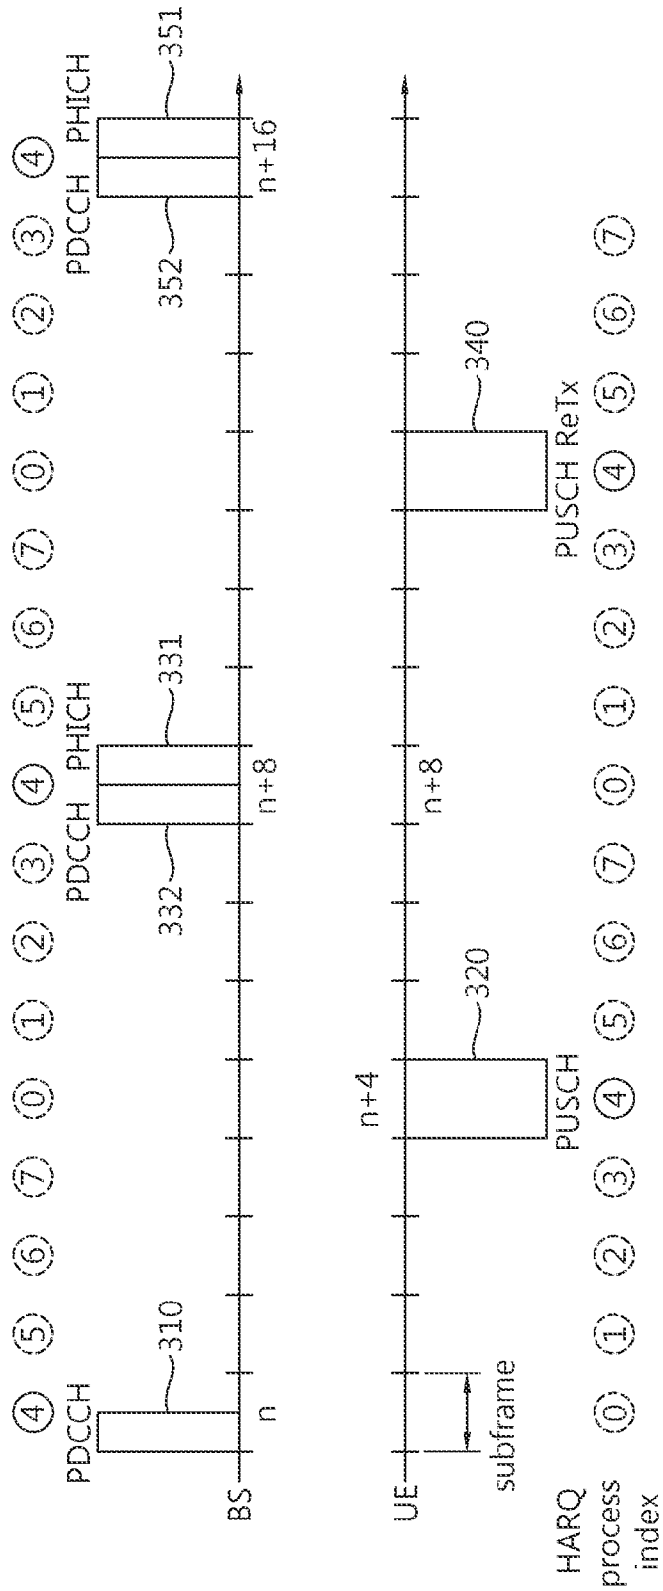 ④ ⑤ ⑥ ⑦ ⓪ ① ② ③ ④ ⑤ ⑥ ⑦ ⓪ ① ② ③ ④
PDCCH PDCCH PHICH PDCCH PHICH
310 332 331 352 351
BS
n n+8 n+16
n+4
UE
n+8
subframe
320 340
PUSCH PUSCH ReTx
HARQ
process
index
⓪ ① ② ③ ④ ⑤ ⑥ ⑦ ⓪ ① ② ③ ④ ⑤ ⑥ ⑦